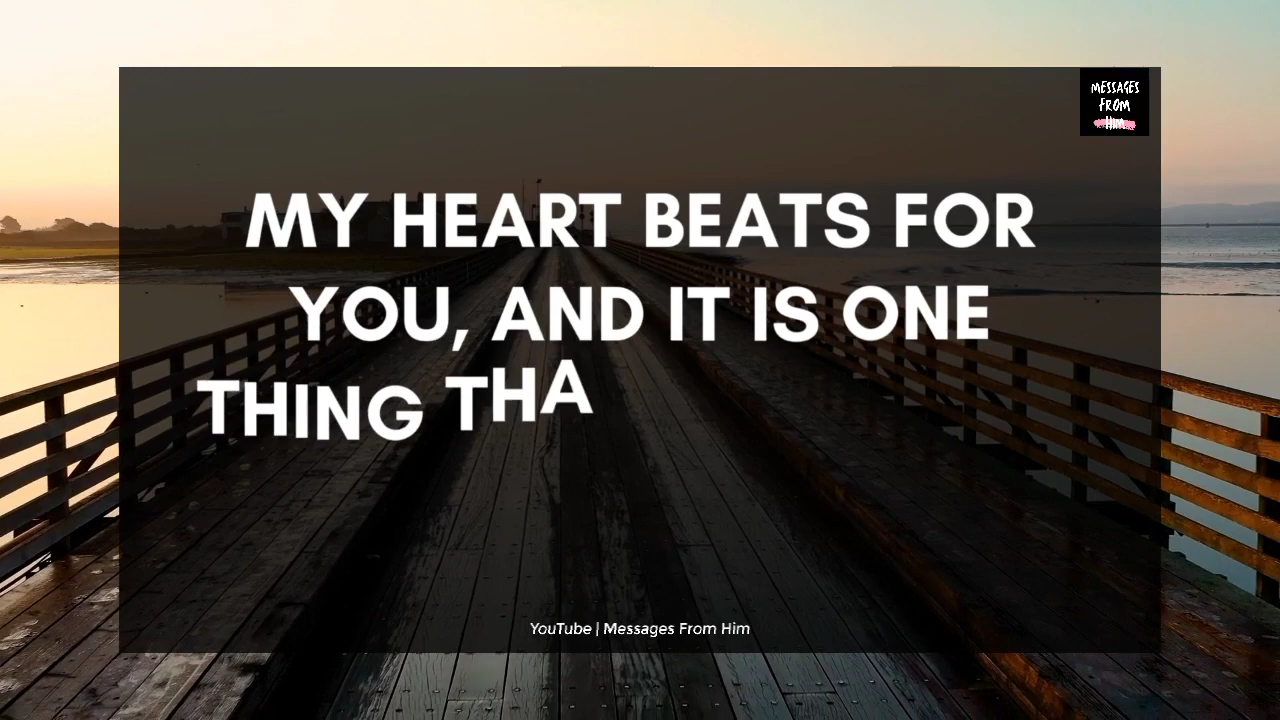 MESSAGES
FROM
Him
MY HEART BEATS FOR
YOU, AND IT IS ONE
THING THA
YouTube | Messages From Him